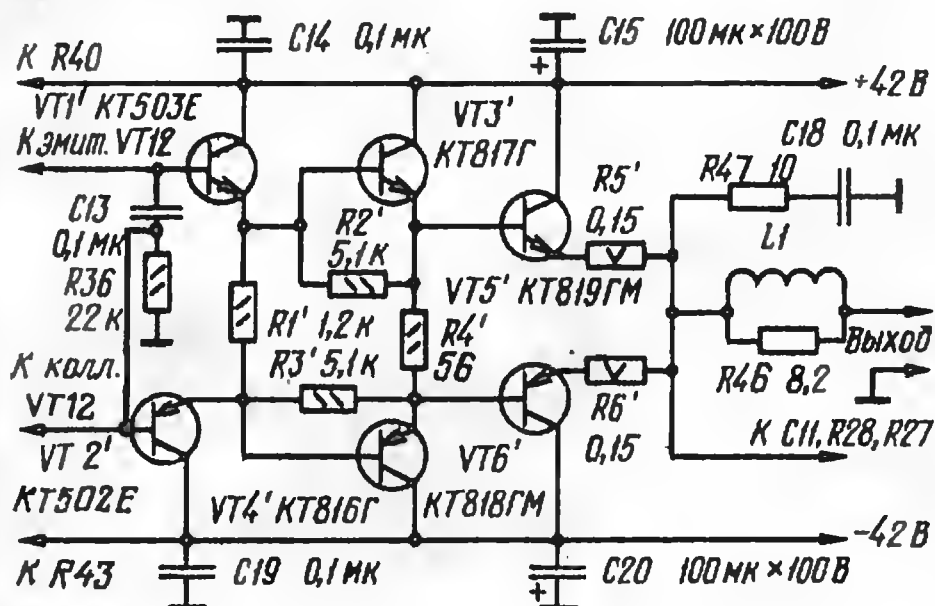 C14 0,1 мк
C15 100 мк×100 В
+
К R40
+42 В
VT1' КТ503Е
VT3'
КТ817Г
C18 0,1 мк
К эмит. VT12
R47 10
C13
0,1 мк
R5'
0,15
R2'
5,1 к
L1
R36
22 к
VT5' КТ819ГМ
R1' 1,2 к
R4'
56
R3' 5,1 к
Выход
К колл.
VT12
R46 8,2
R6'
0,15
К C11, R28, R27
VT2'
КТ502Е
VT6'
КТ818ГМ
VT4' КТ816Г
-42 В
К R43
C19 0,1 мк
C20 100 мк×100 В
+